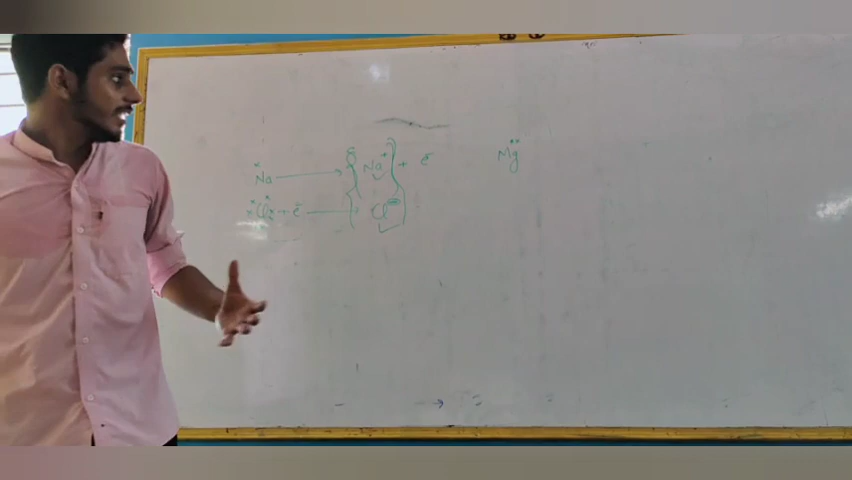 Na → Na⁺ + e⁻ Mg
Cl + e⁻ → Cl⁻